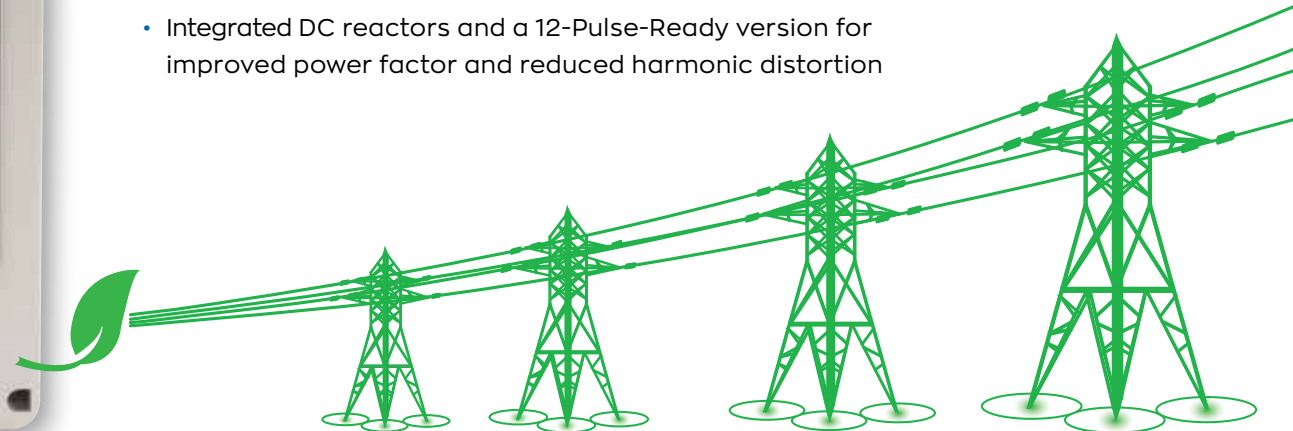 • Integrated DC reactors and a 12-Pulse-Ready version for
improved power factor and reduced harmonic distortion